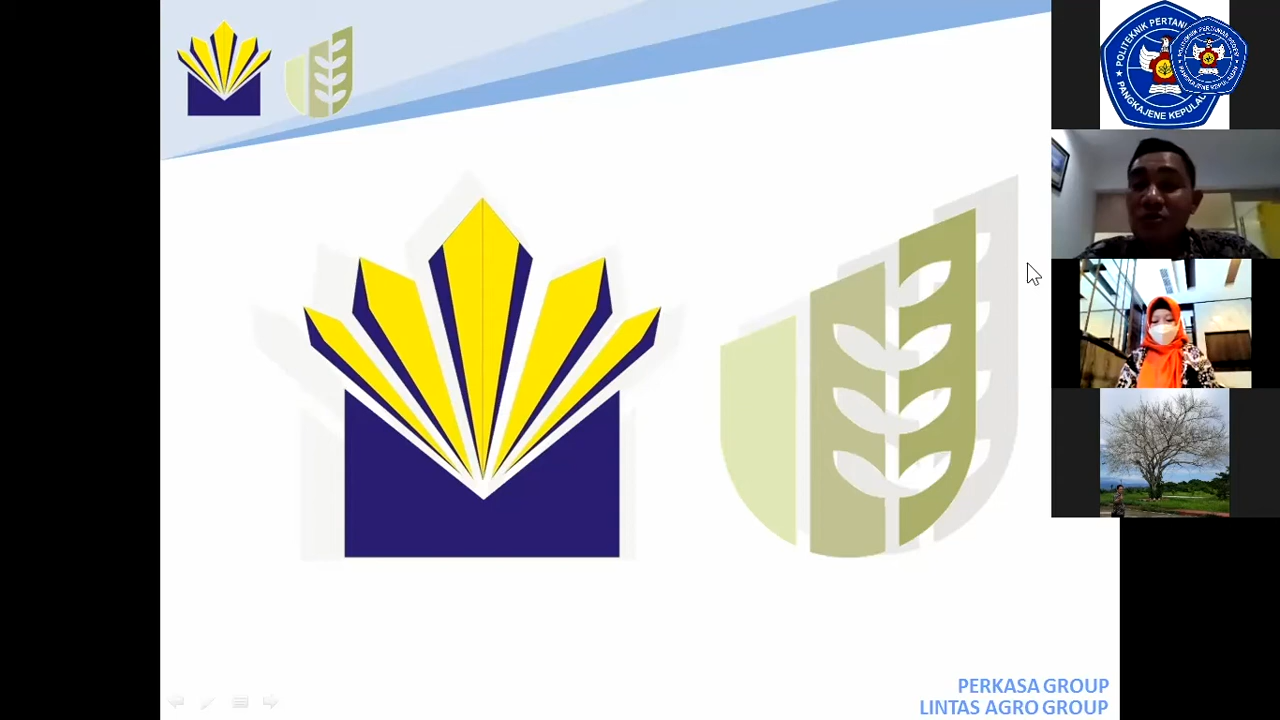 POLITEKNIK PERTANIAN
PANGKAJENE KEPULAUAN
PERKASA GROUP
LINTAS AGRO GROUP